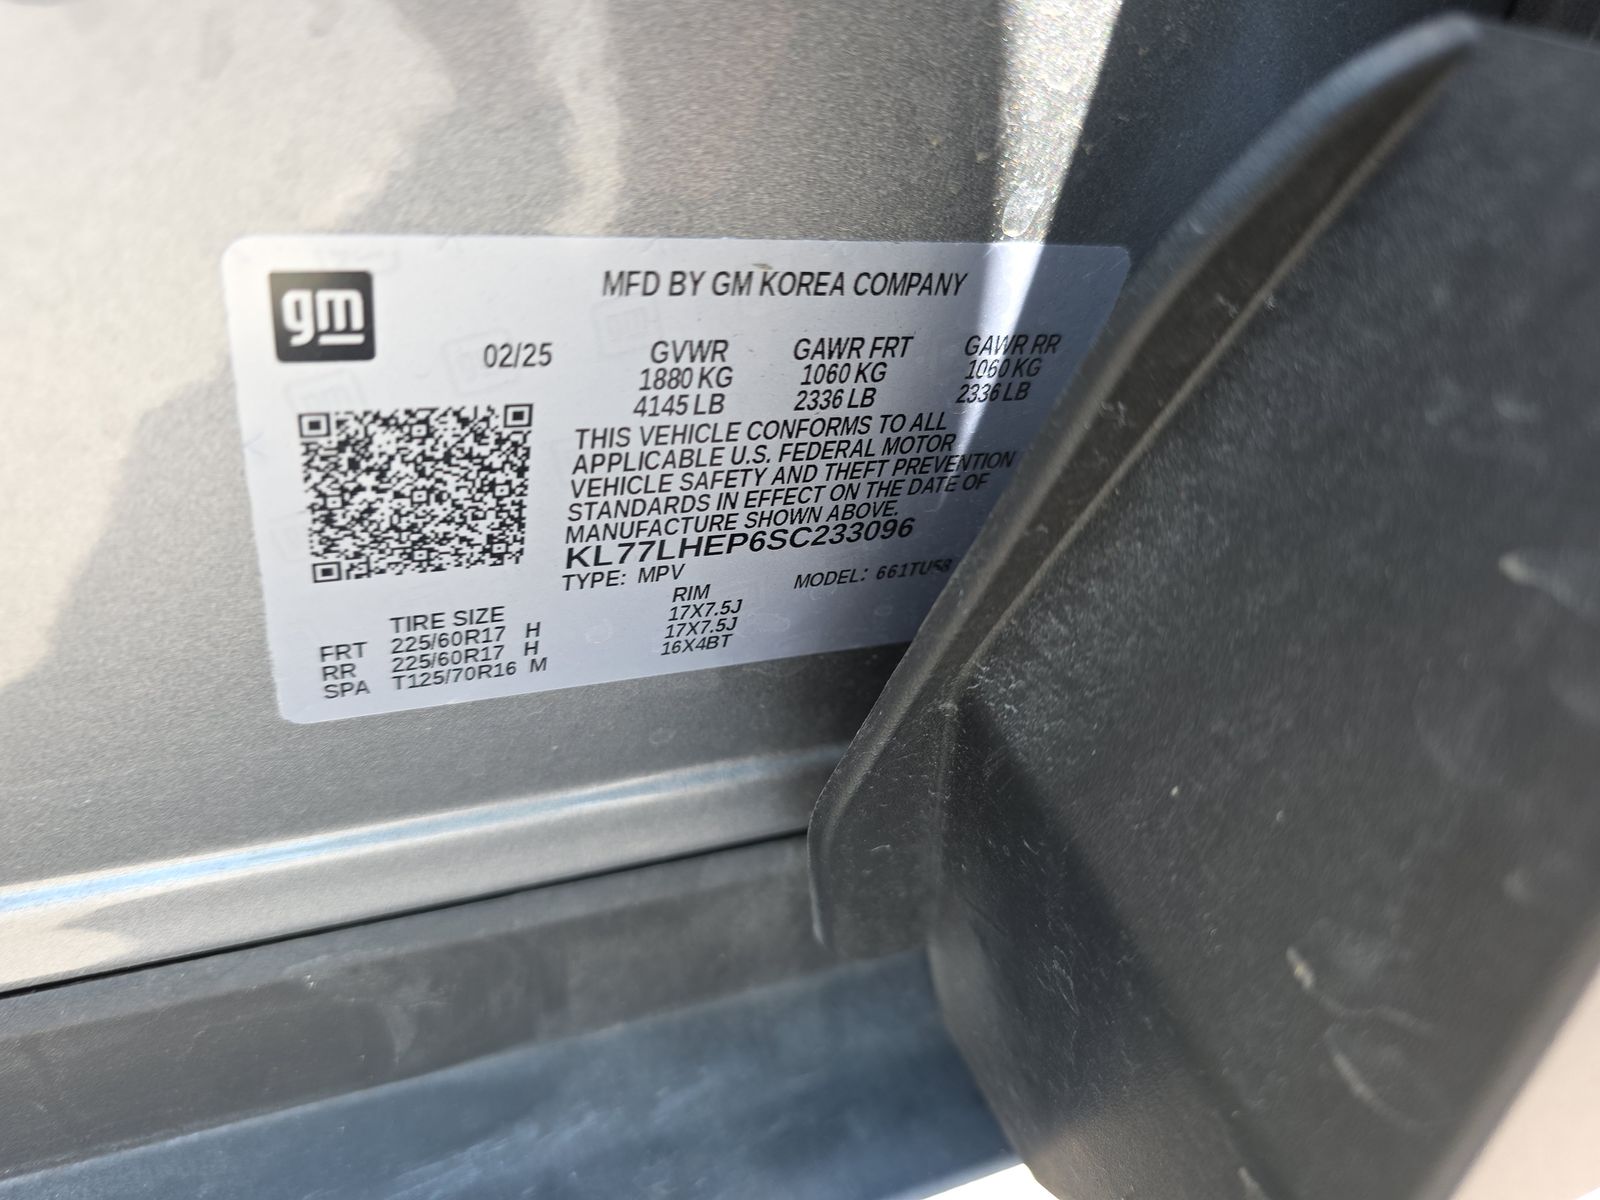 gm
MFD BY GM KOREA COMPANY
02/25
GVWR GAWR FRT GAWR RR
1880 KG 1060 KG 1060 KG
4145 LB 2336 LB 2336 LB
THIS VEHICLE CONFORMS TO ALL
APPLICABLE U.S. FEDERAL MOTOR
VEHICLE SAFETY AND THEFT PREVENTION
STANDARDS IN EFFECT ON THE DATE OF
MANUFACTURE SHOWN ABOVE.
KL77LHEP6SC233096
TYPE: MPV MODEL: 661TU58
TIRE SIZE RIM
FRT 225/60R17 H 17X7.5J
RR 225/60R17 H 17X7.5J
SPA T125/70R16 M 16X4BT